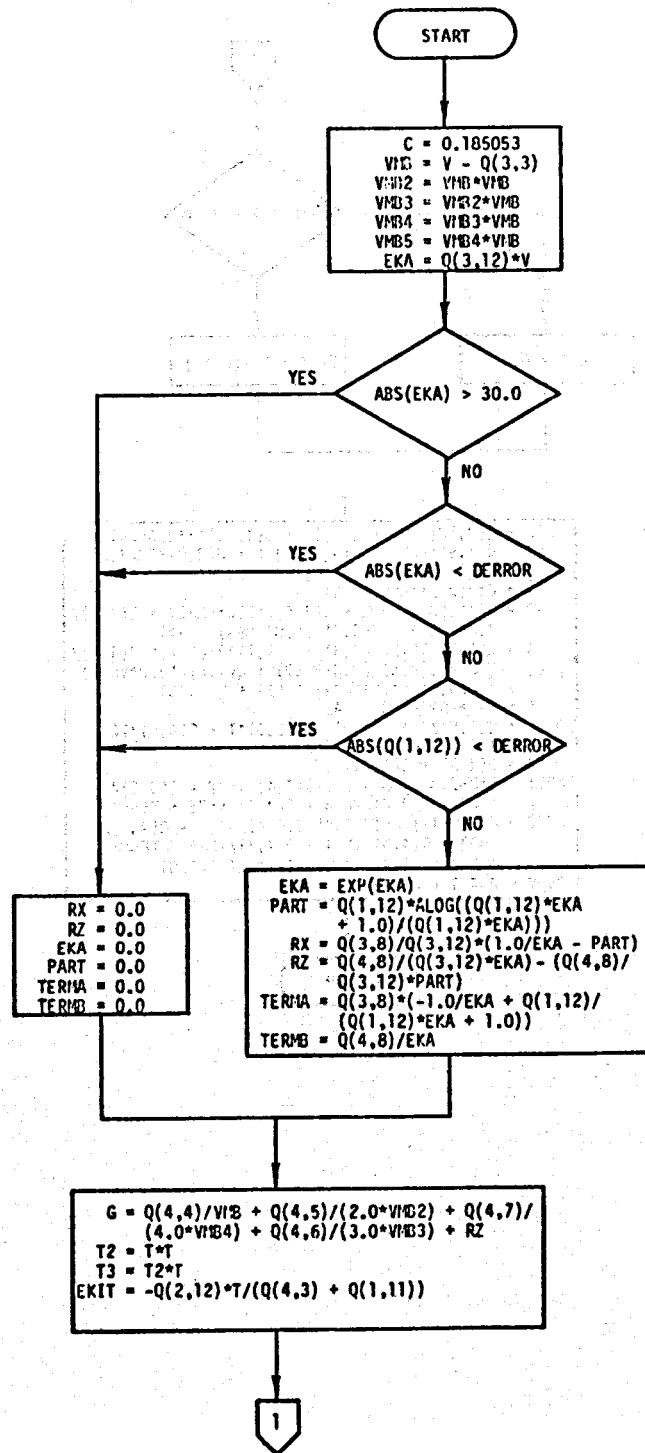 START
C = 0.185053
VMB = V - Q(3,3)
VMB2 = VMB*VMB
VMB3 = VMB2*VMB
VMB4 = VMB3*VMB
VMB5 = VMB4*VMB
EKA = Q(3,12)*V
YES
ABS(EKA) > 30.0
NO
YES
ABS(EKA) < DERROR
NO
YES
ABS(Q(1,12)) < DERROR
NO
RX = 0.0
RZ = 0.0
EKA = 0.0
PART = 0.0
TERMA = 0.0
TERMB = 0.0
EKA = EXP(EKA)
PART = Q(1,12)*ALOG((Q(1,12)*EKA
+ 1.0)/(Q(1,12)*EKA)))
RX = Q(3,8)/Q(3,12)*(1.0/EKA - PART)
RZ = Q(4,8)/(Q(3,12)*EKA) - (Q(4,8)/
Q(3,12)*PART)
TERMA = Q(3,8)*(-1.0/EKA + Q(1,12)/
(Q(1,12)*EKA + 1.0))
TERMB = Q(4,8)/EKA
G = Q(4,4)/VMB + Q(4,5)/(2.0*VMB2) + Q(4,7)/
(4.0*VMB4) + Q(4,6)/(3.0*VMB3) + RZ
T2 = T*T
T3 = T2*T
EKIT = -Q(2,12)*T/(Q(4,3) + Q(1,11))
1